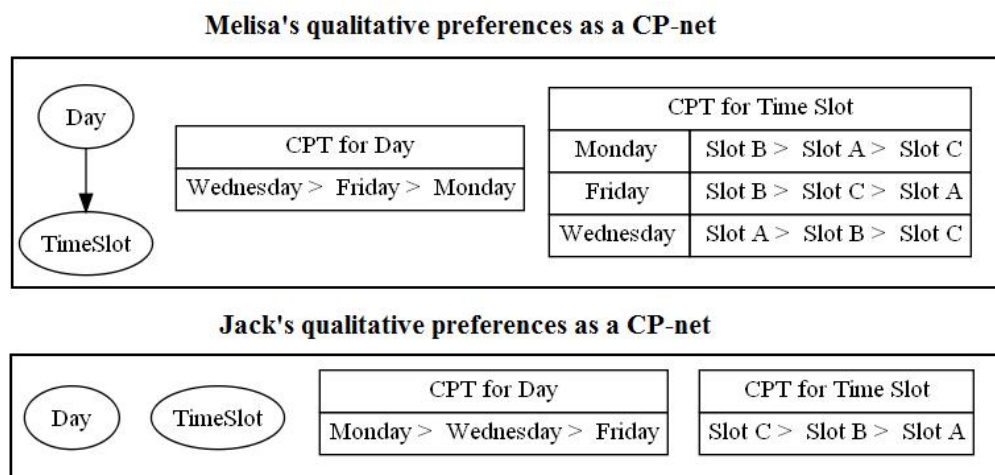 Melisa's qualitative preferences as a CP-net
Day
TimeSlot
CPT for Day
Wednesday > Friday > Monday
CPT for Time Slot
Monday Slot B > Slot A > Slot C
Friday Slot B > Slot C > Slot A
Wednesday Slot A > Slot B > Slot C
Jack's qualitative preferences as a CP-net
Day
TimeSlot
CPT for Day
Monday > Wednesday > Friday
CPT for Time Slot
Slot C > Slot B > Slot A